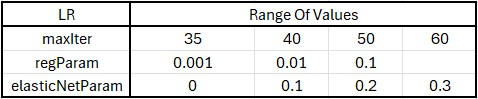 LR Range Of Values
maxIter 35 40 50 60
regParam 0.001 0.01 0.1
elasticNetParam 0 0.1 0.2 0.3